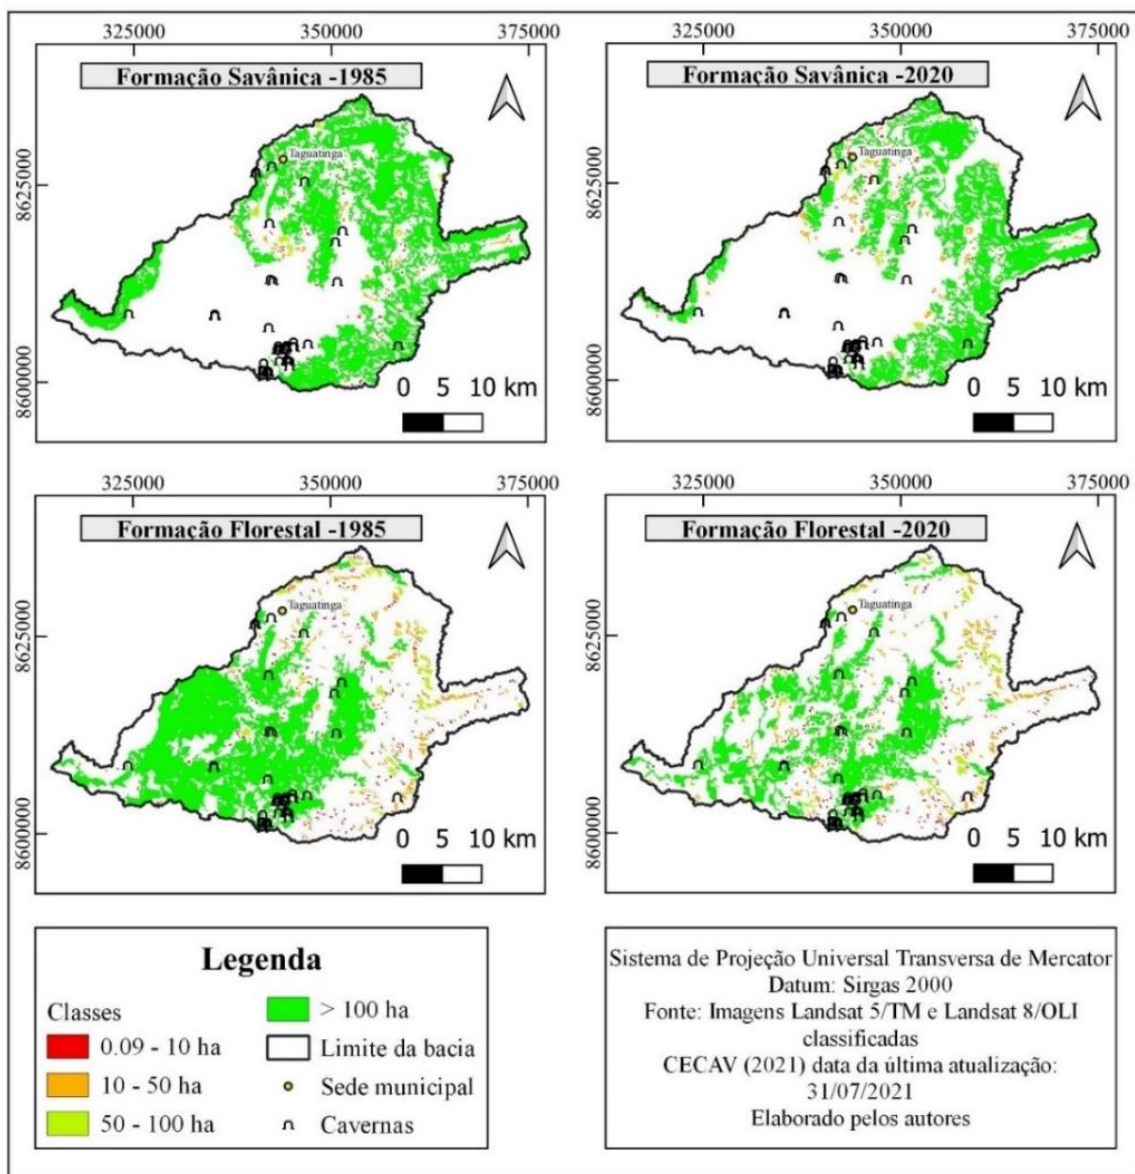 325000 350000 375000
325000 350000 375000
Formação Savânica -1985
Formação Savânica -2020
Taguatinga
Taguatinga
8625000
8625000
8600000
8600000
0 5 10 km
0 5 10 km
325000 350000 375000
325000 350000 375000
Formação Florestal -1985
Formação Florestal -2020
Taguatinga
Taguatinga
8625000
8625000
8600000
8600000
0 5 10 km
0 5 10 km
Legenda
Classes
0.09 - 10 ha
10 - 50 ha
50 - 100 ha
> 100 ha
Limite da bacia
Sede municipal
Cavernas
Sistema de Projeção Universal Transversa de Mercator
Datum: Sirgas 2000
Fonte: Imagens Landsat 5/TM e Landsat 8/OLI
classificadas
CECAV (2021) data da última atualização:
31/07/2021
Elaborado pelos autores